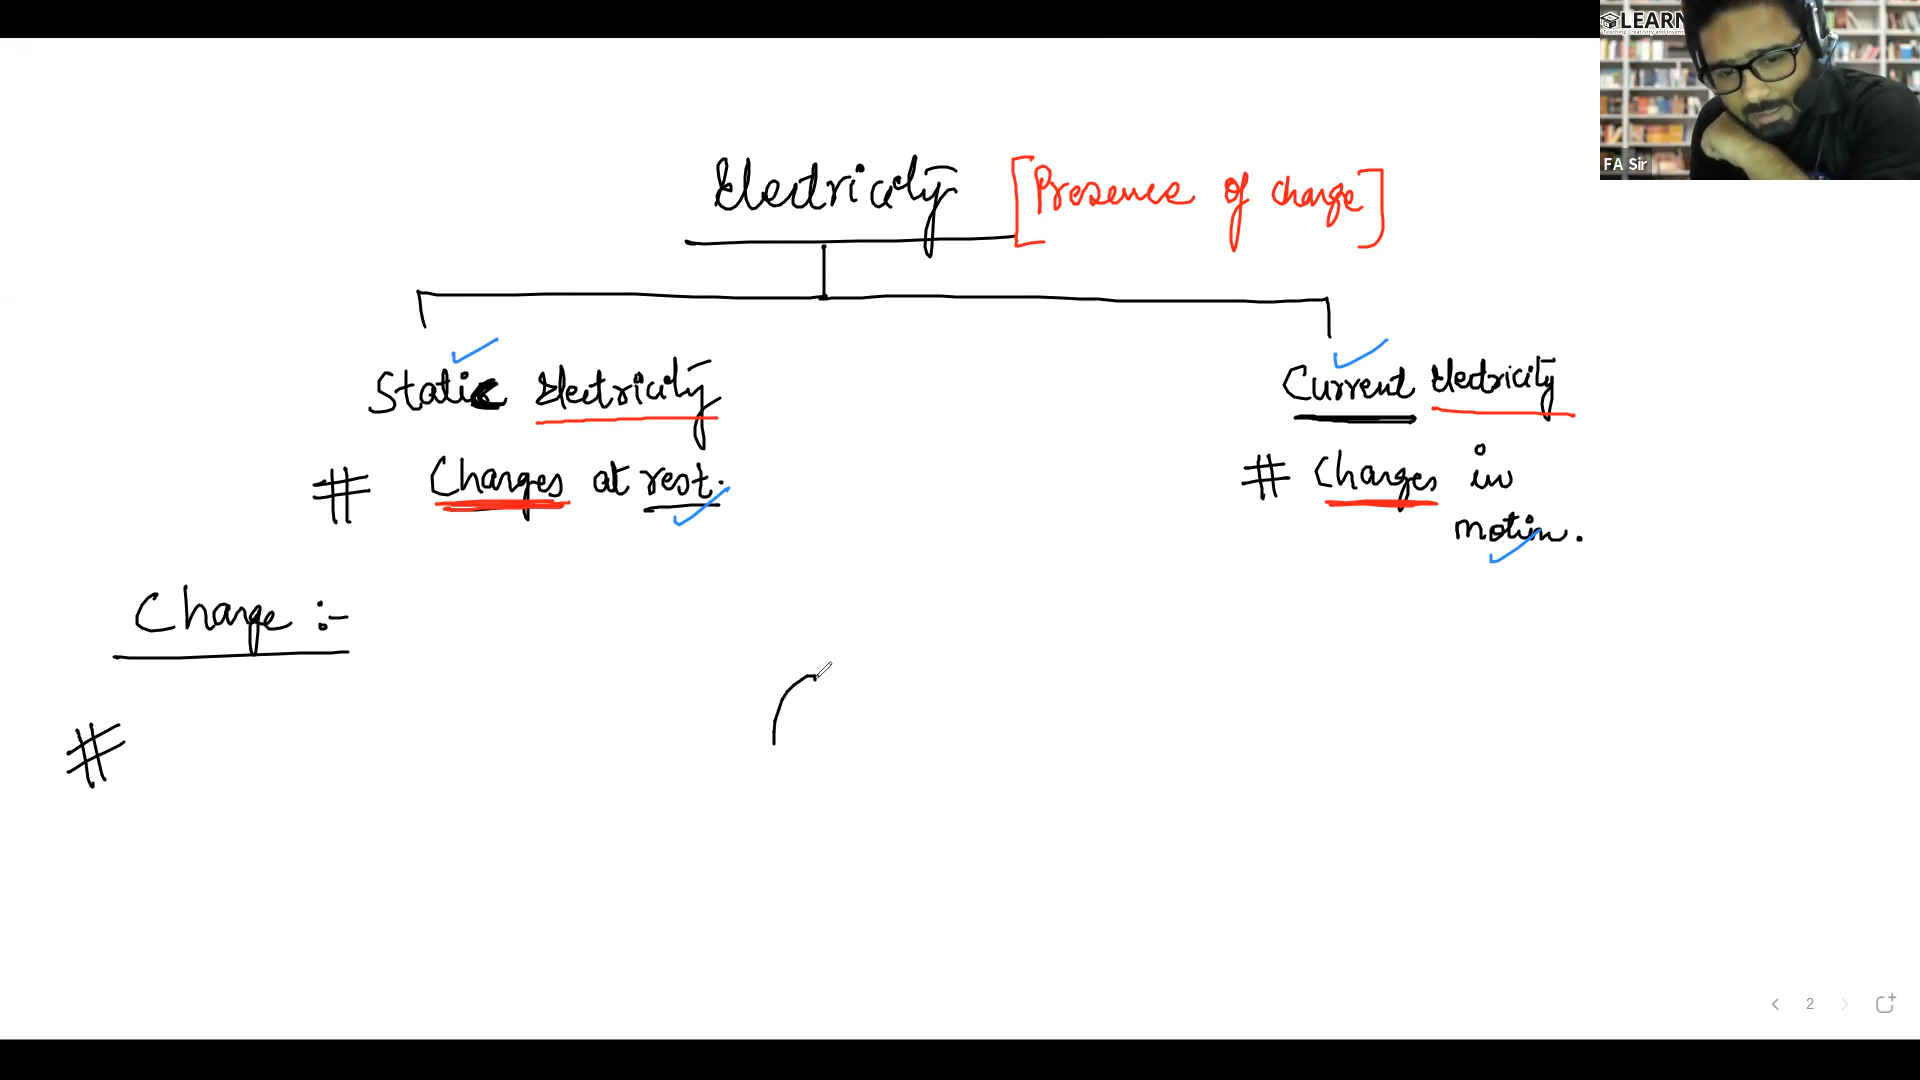 LEARN
FA Sir
Electricity [Presence of charge]
Static Electricity
Current Electricity
# Charges at rest.
# Charges in
motion.
Charge :-
#
2